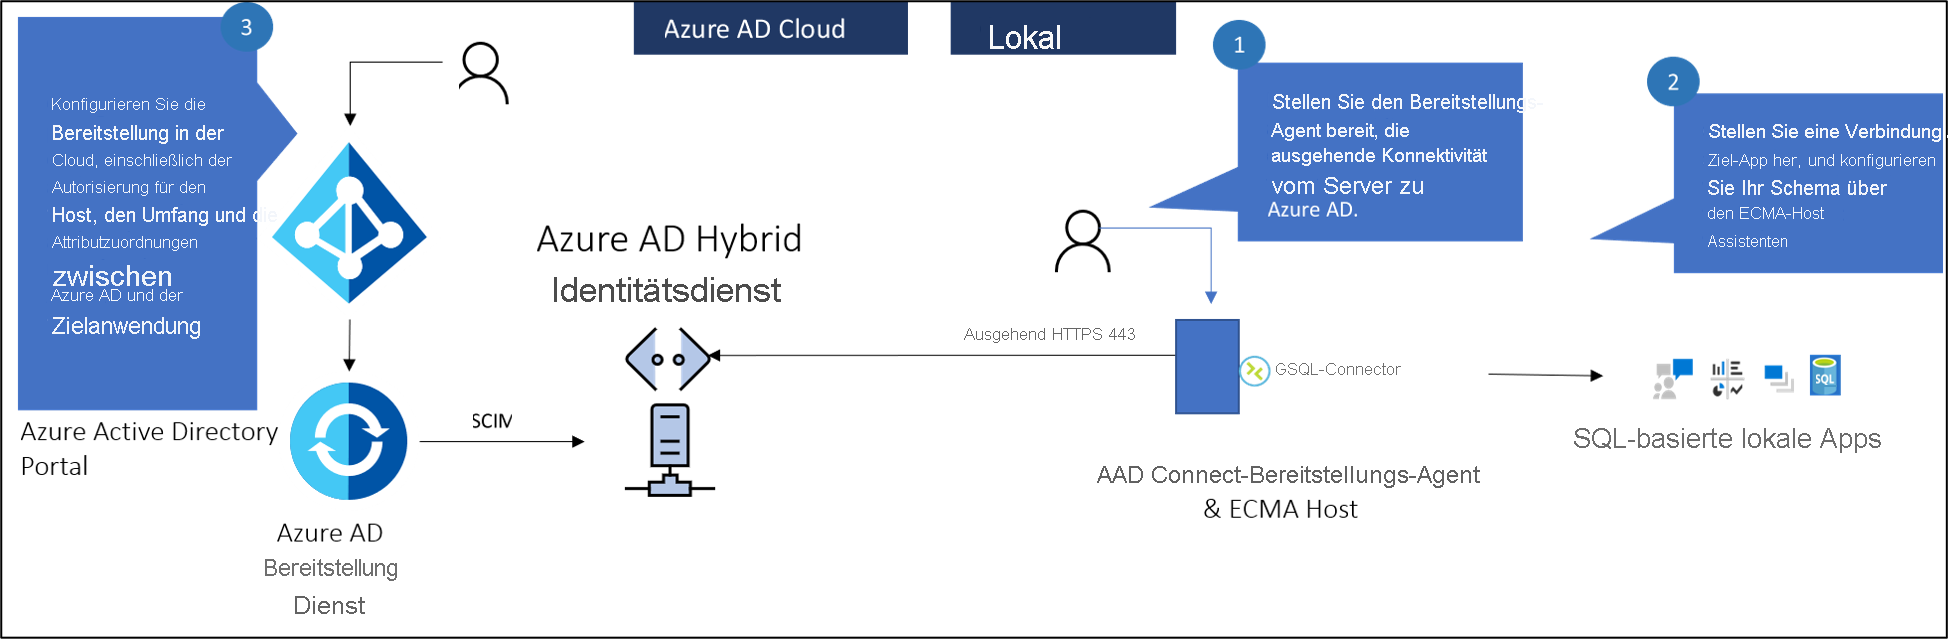 3
Konfigurieren Sie die
Bereitstellung in der
Cloud, einschließlich der
Autorisierung für den
Host, den Umfang und die
Attributzuordnungen
zwischen
Azure AD und der
Zielanwendung
Azure Active Directory
Portal
Azure AD
Bereitstellung
Dienst
SCIM
Azure AD Cloud
Lokal
Azure AD Hybrid
Identitätsdienst
1
Stellen Sie den Bereitstellungs-
Agent bereit, die
ausgehende Konnektivität
vom Server zu
Azure AD.
Ausgehend HTTPS 443
GSQL-Connector
AAD Connect-Bereitstellungs-Agent
& ECMA Host
2
Stellen Sie eine Verbindung
Ziel-App her, und konfigurieren
Sie Ihr Schema über
den ECMA-Host
Assistenten
SQL
SQL-basierte lokale Apps